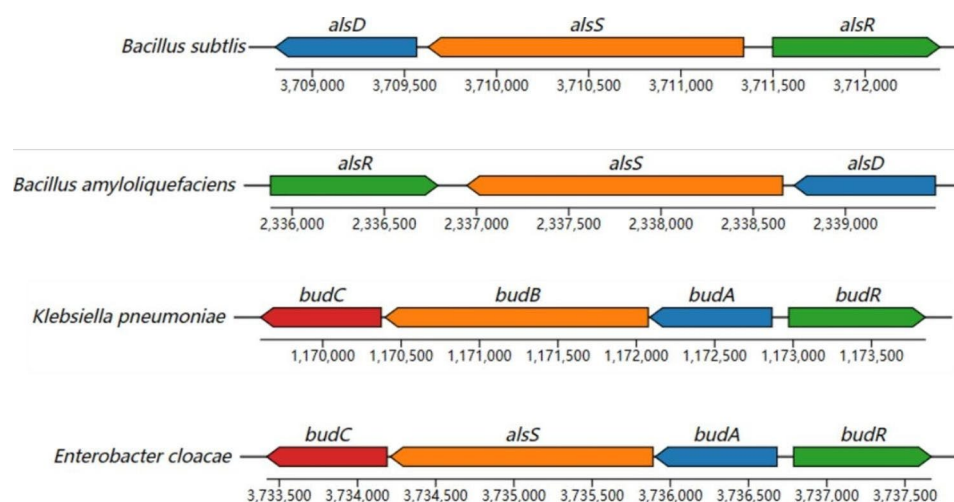 alsD alsS alsR
Bacillus subtlis
3,709,000 3,709,500 3,710,000 3,710,500 3,711,000 3,711,500 3,712,000
alsR alsS alsD
Bacillus amyloliquefaciens
2,336,000 2,336,500 2,337,000 2,337,500 2,338,000 2,338,500 2,339,000
budC budB budA budR
Klebsiella pneumoniae
1,170,000 1,170,500 1,171,000 1,171,500 1,172,000 1,172,500 1,173,000 1,173,500
budC alsS budA budR
Enterobacter cloacae
3,733,500 3,734,000 3,734,500 3,735,000 3,735,500 3,736,000 3,736,500 3,737,000 3,737,500